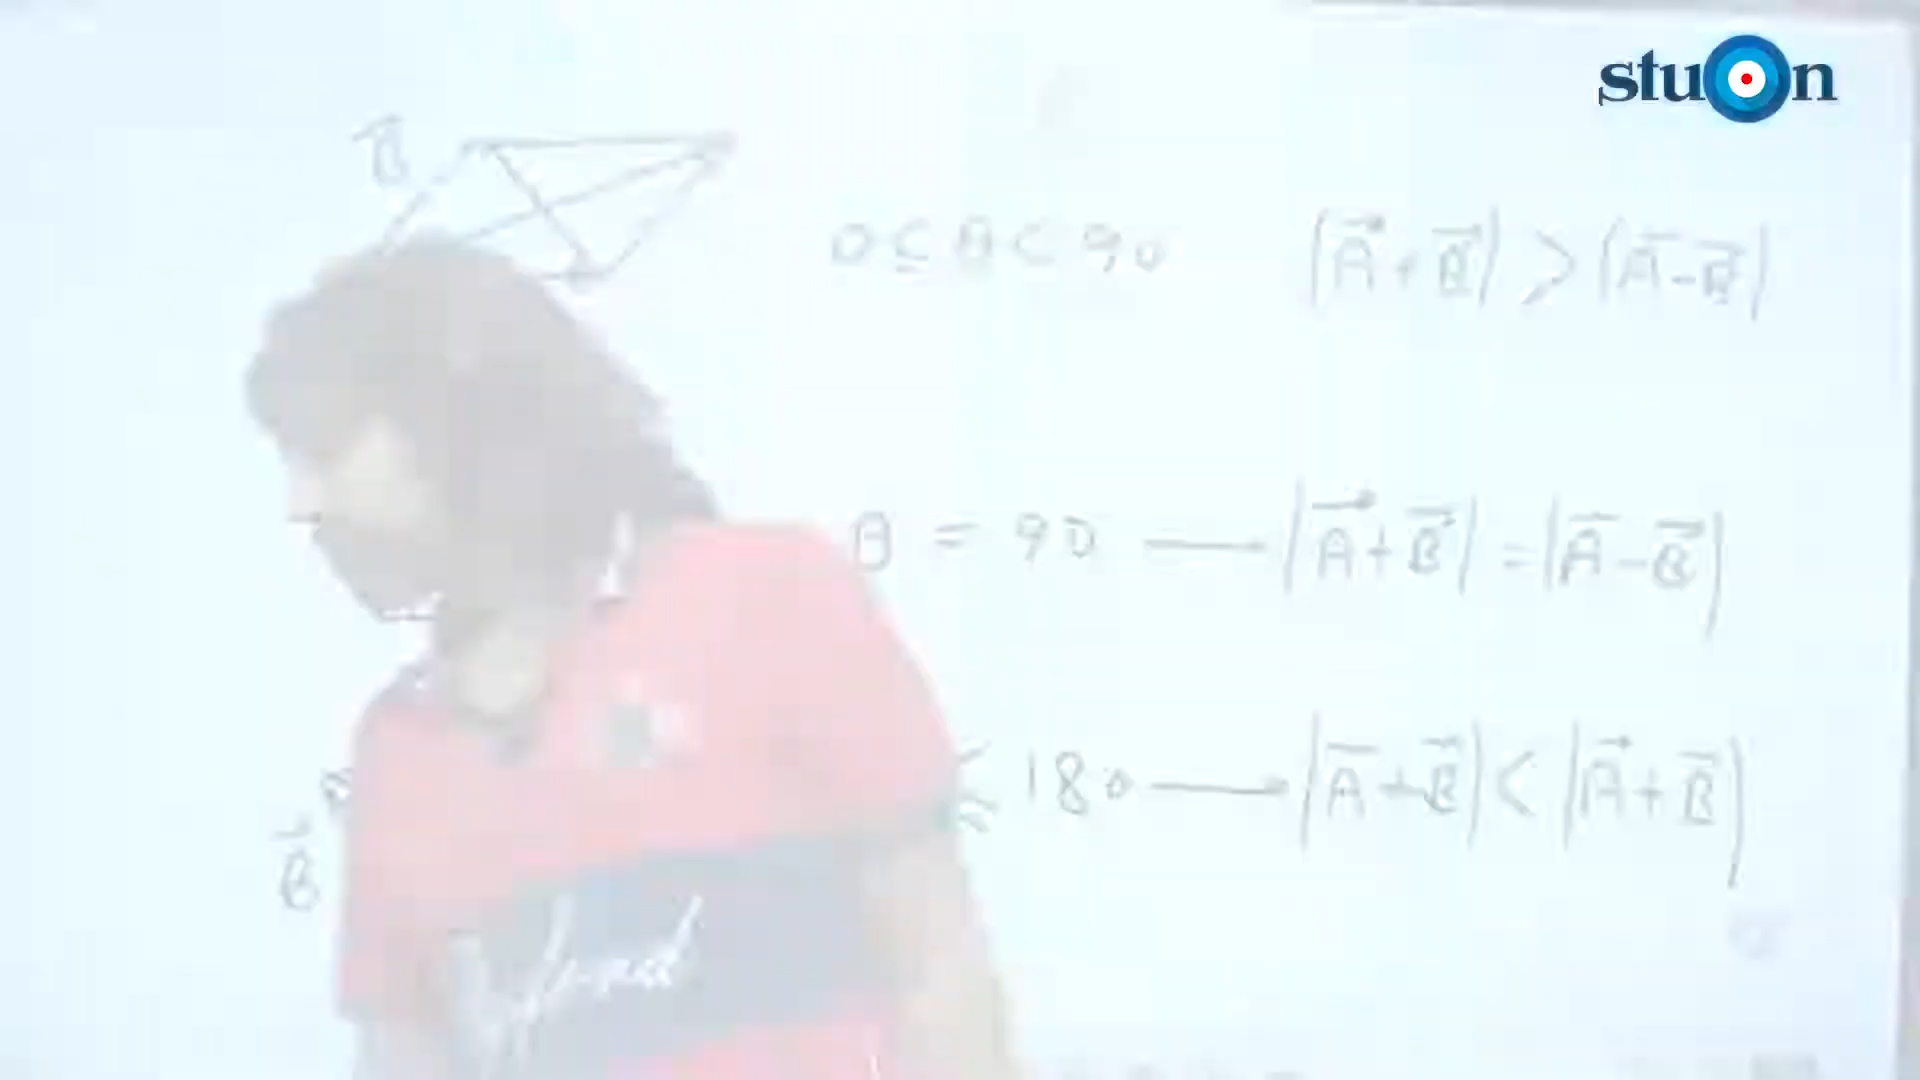 stuon
B⃗
0 ≤ θ < 90 |A⃗ + B⃗| > |A⃗ - B⃗|
θ = 90 — |A⃗ + B⃗| = |A⃗ - B⃗|
≤ 180 → |A⃗ + B⃗| < |A⃗ + B⃗|
B⃗